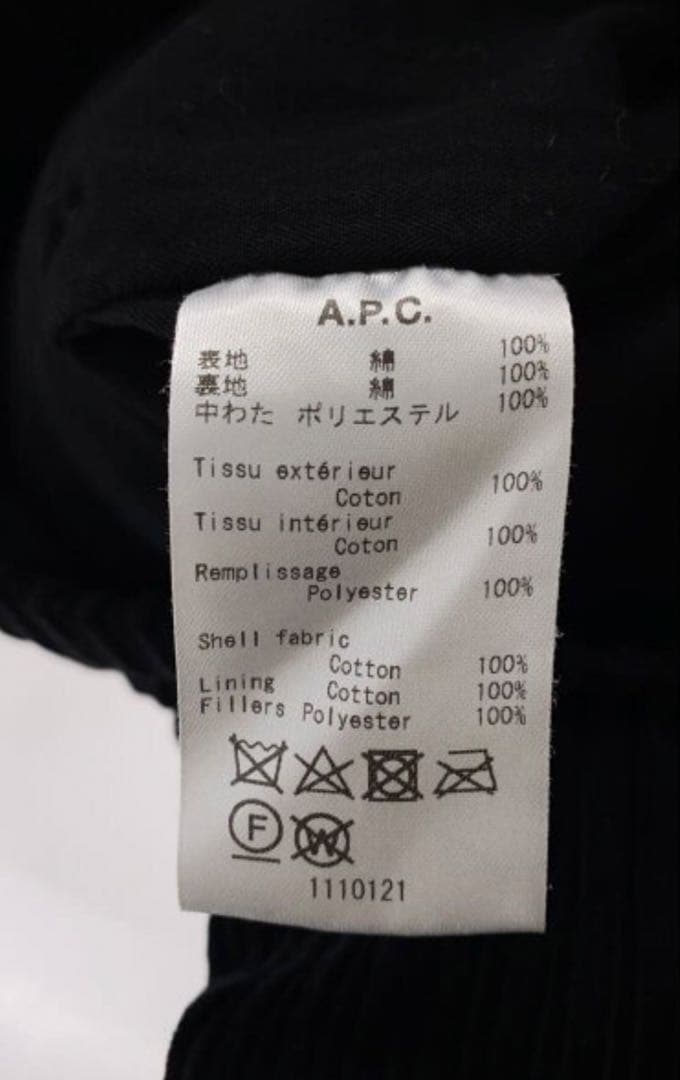 A.P.C.
表地 綿 100%
裏地 綿 100%
中わた ポリエステル 100%
Tissu extérieur
Coton 100%
Tissu intérieur
Coton 100%
Remplissage
Polyester 100%
Shell fabric
Cotton 100%
Lining Cotton 100%
Fillers Polyester 100%
F W
1110121